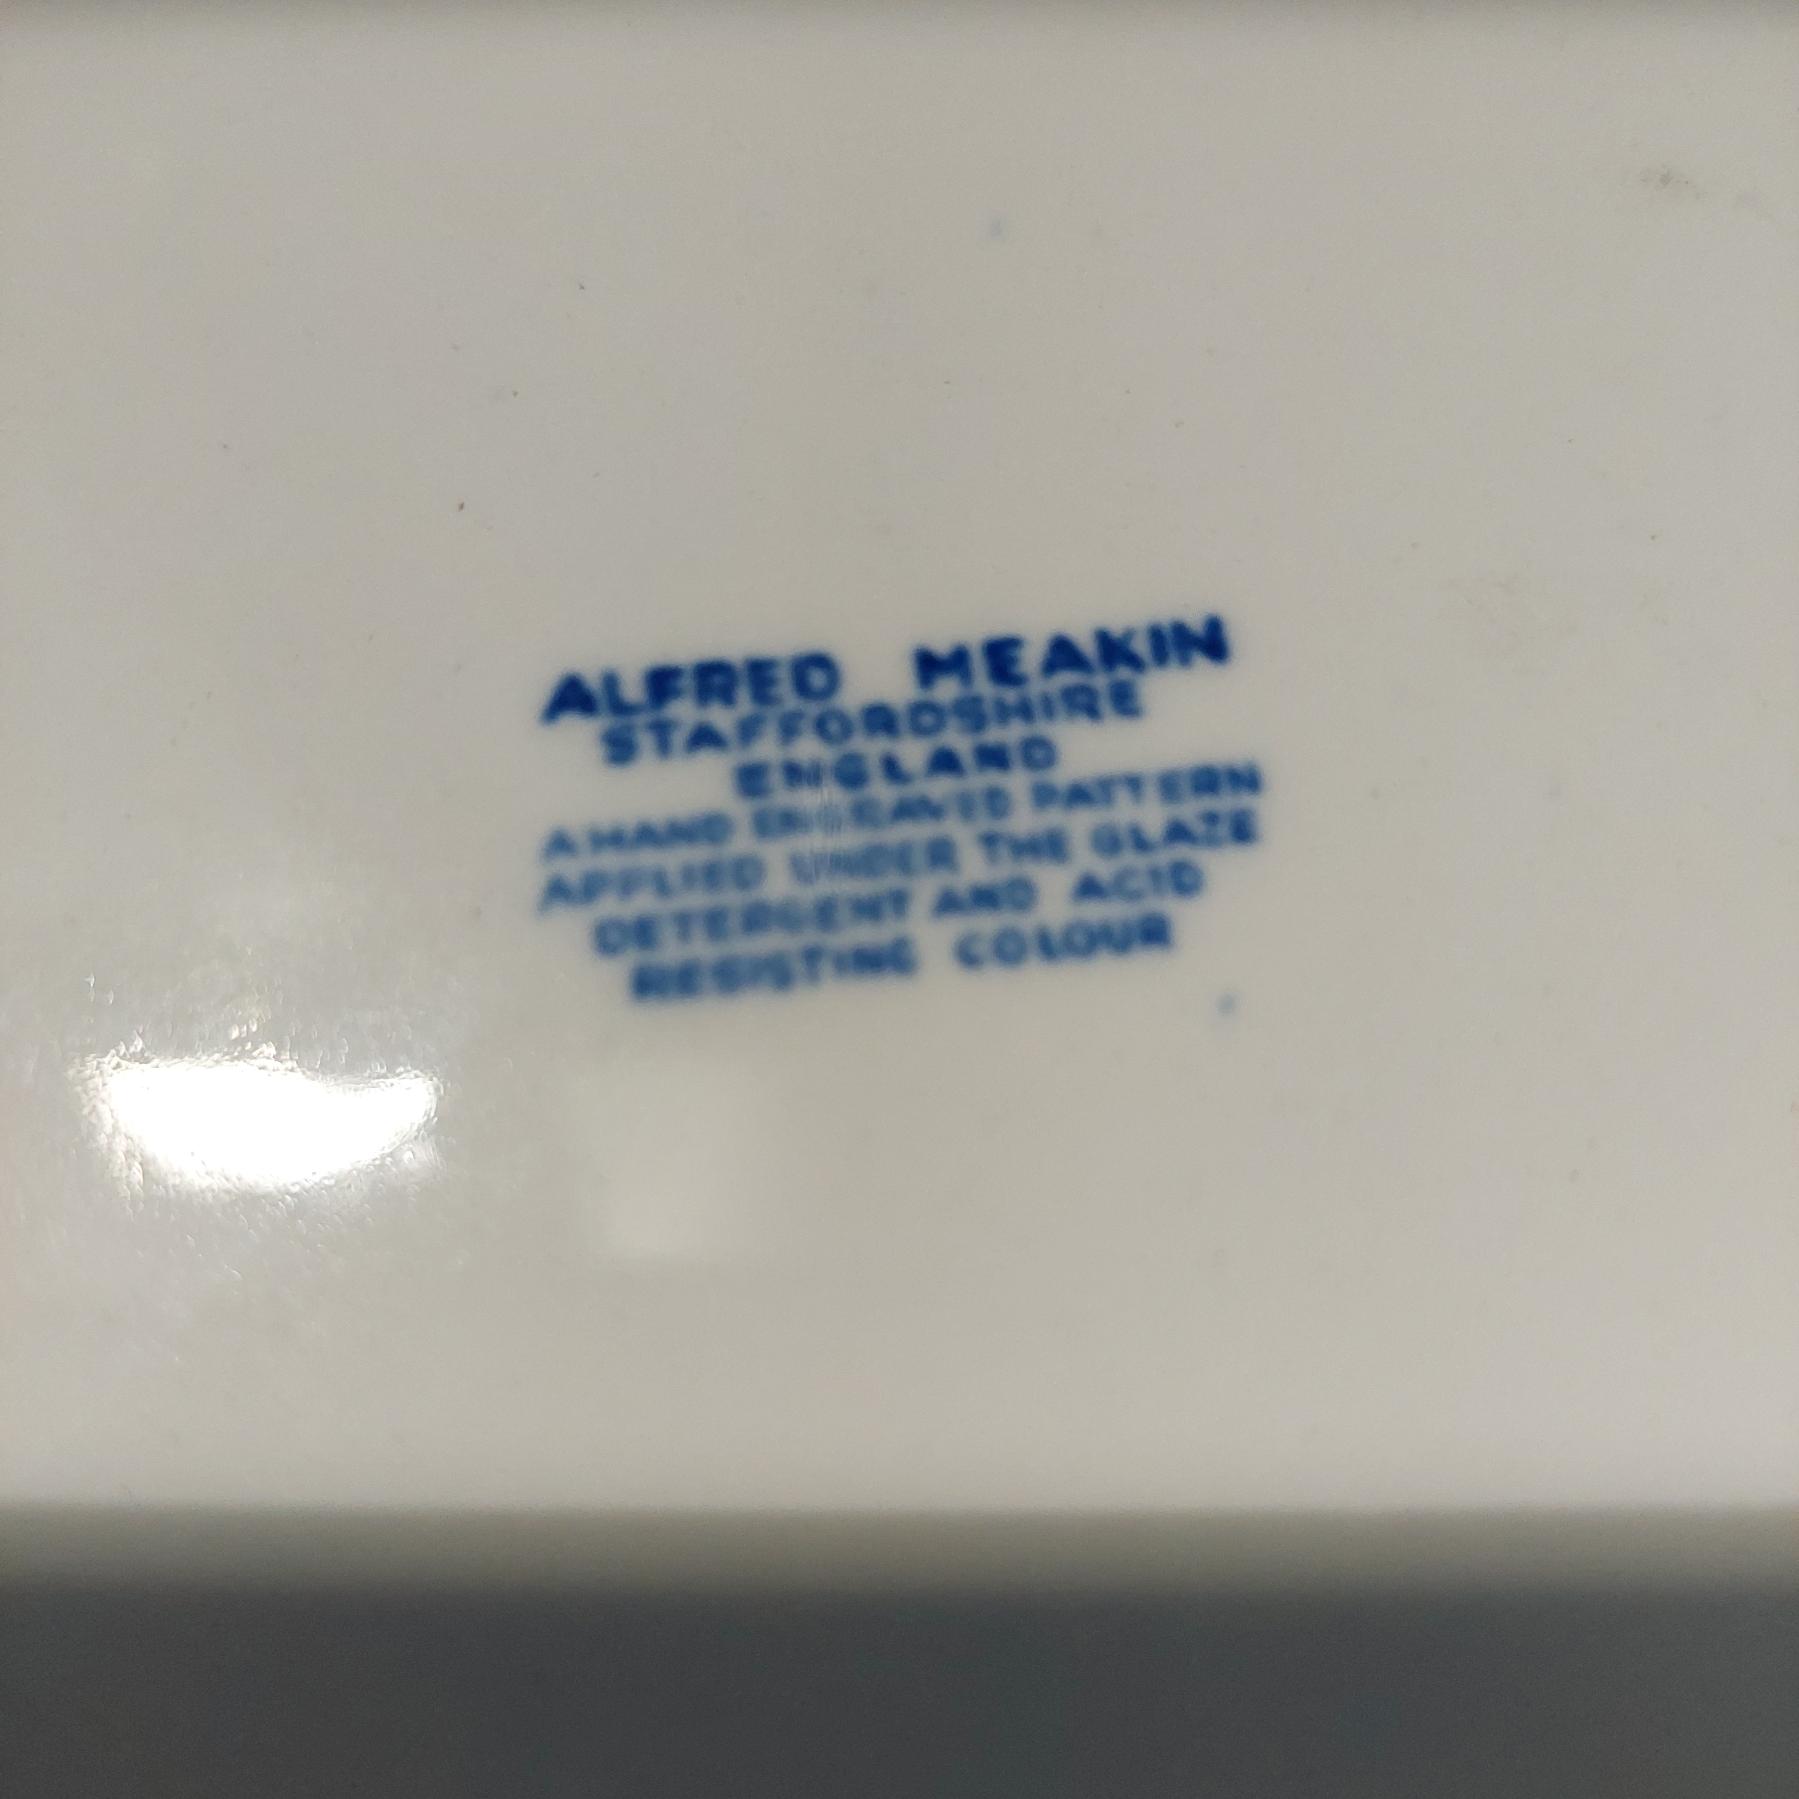 ALFRED MEAKIN
STAFFORDSHIRE
ENGLAND
A HAND ENGRAVED PATTERN
APPLIED UNDER THE GLAZE
DETERGENT AND ACID
RESISTING COLOUR